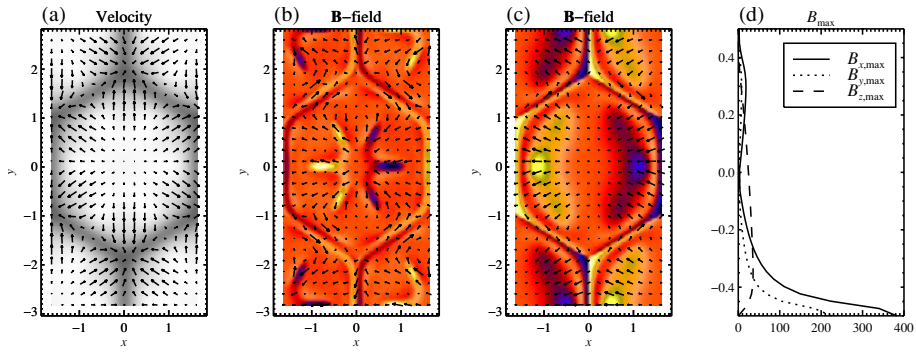 (a) Velocity
2
1
0
−1
−2
−3
y
−1 0 1
x
(b) B−field
2
1
0
−1
−2
−3
y
−1 0 1
x
(c) B−field
2
1
0
−1
−2
−3
y
−1 0 1
x
(d) Bmax
Bx,max
By,max
Bz,max
0.4
0.2
0.0
−0.2
−0.4
y
0 100 200 300 400